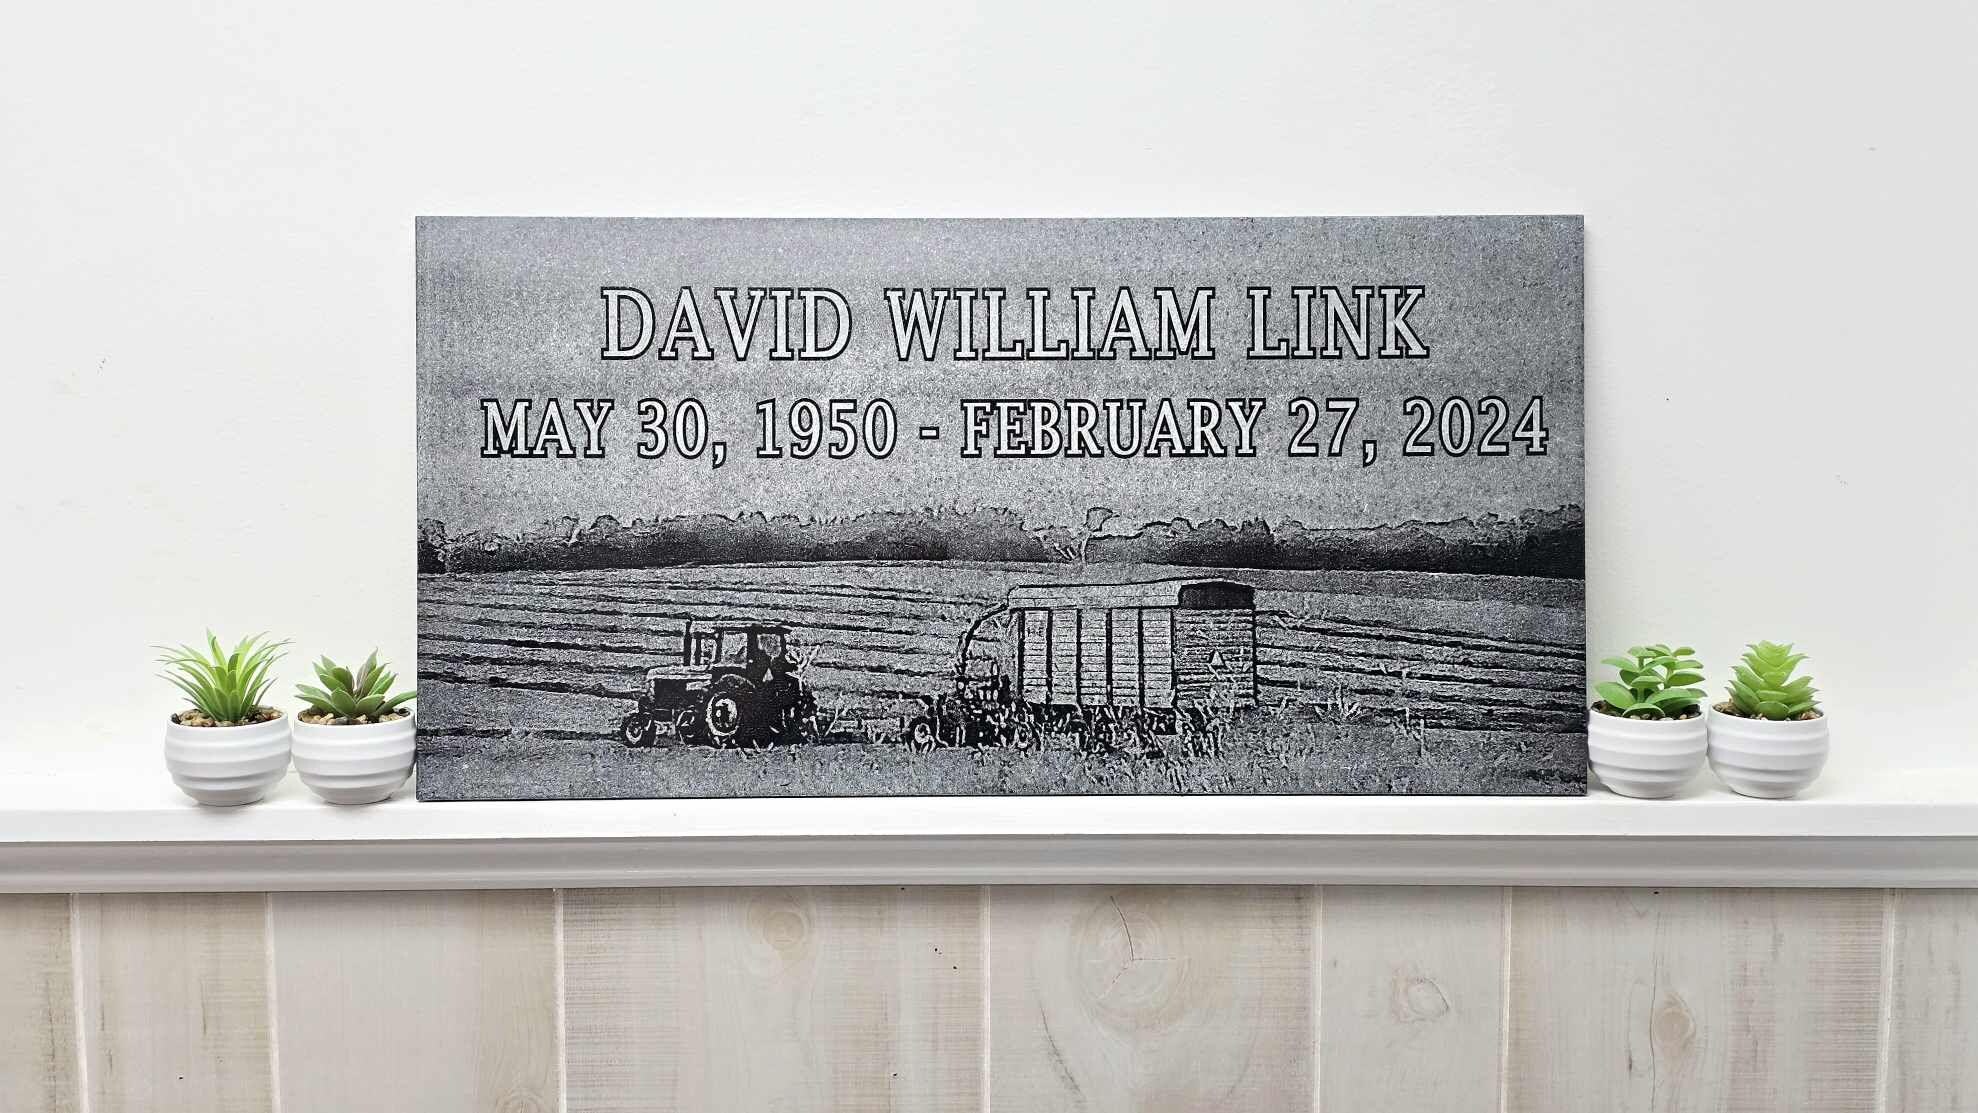 DAVID WILLIAM LINK
MAY 30, 1950 - FEBRUARY 27, 2024